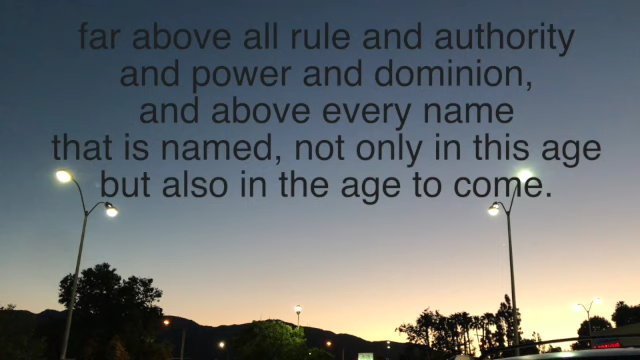 far above all rule and authority
and power and dominion,
and above every name
that is named, not only in this age
but also in the age to come.